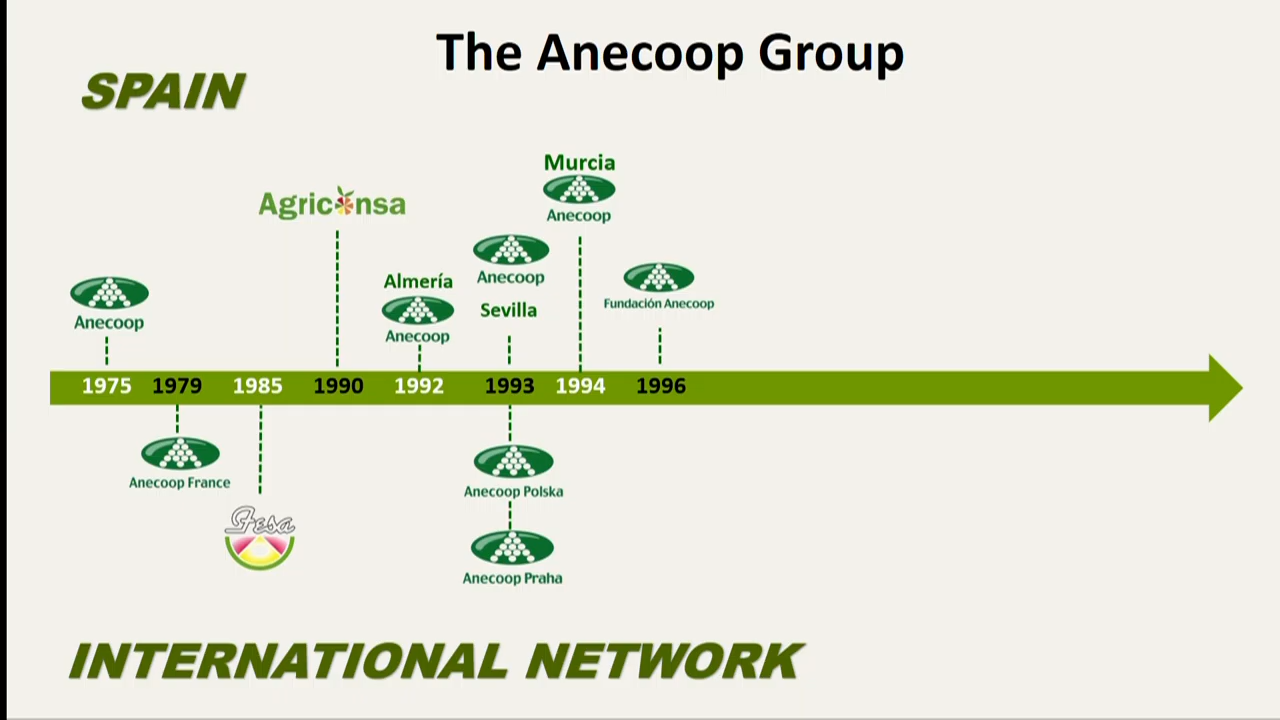 The Anecoop Group
SPAIN
Murcia
Anecoop
Agriconsa
Anecoop
Sevilla
Almería
Anecoop
Fundación Anecoop
Anecoop
1975 1979 1985 1990 1992 1993 1994 1996
Anecoop France
Fesa
Anecoop Polska
Anecoop Praha
INTERNATIONAL NETWORK